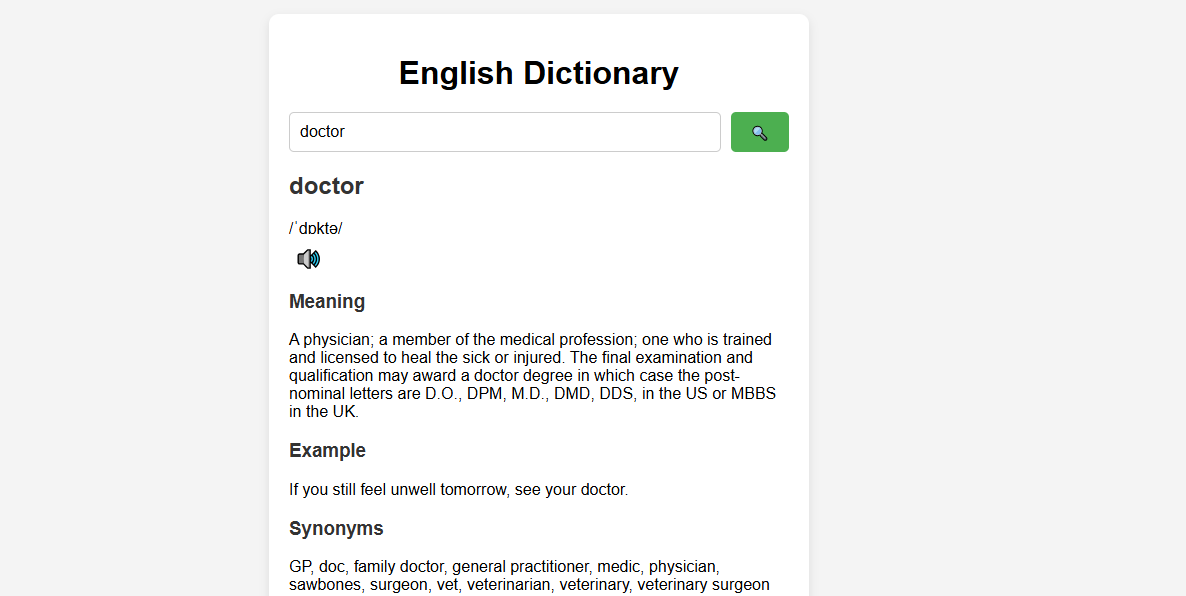 English Dictionary
doctor
doctor
/ˈdɒktə/
Meaning
A physician; a member of the medical profession; one who is trained
and licensed to heal the sick or injured. The final examination and
qualification may award a doctor degree in which case the post-
nominal letters are D.O., DPM, M.D., DMD, DDS, in the US or MBBS
in the UK.
Example
If you still feel unwell tomorrow, see your doctor.
Synonyms
GP, doc, family doctor, general practitioner, medic, physician,
sawbones, surgeon, vet, veterinarian, veterinary, veterinary surgeon